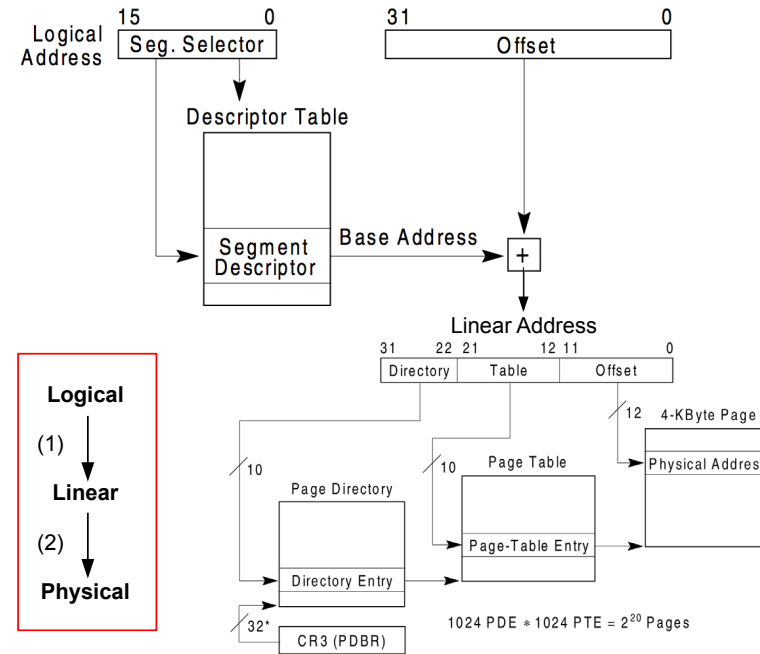 15 0
31 0
Logical
Address
Seg. Selector
Offset
Descriptor Table
Base Address
Segment
Descriptor
+
Linear Address
31 22 21 12 11 0
Directory Table Offset
Logical
(1)
Linear
(2)
Physical
12
4-KByte Page
10
10
Page Table
Physical Addres
Page Directory
Page-Table Entry
Directory Entry
32*
CR3 (PDBR)
1024 PDE * 1024 PTE = 2²⁰ Pages